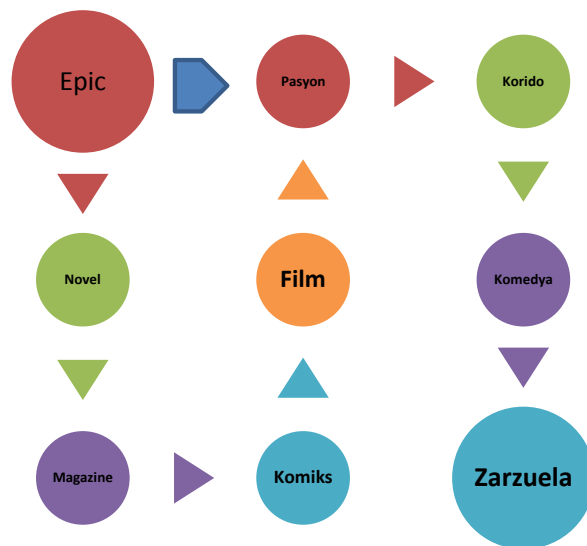 Epic
Pasyon
Korido
Novel
Film
Komedya
Magazine
Komiks
Zarzuela